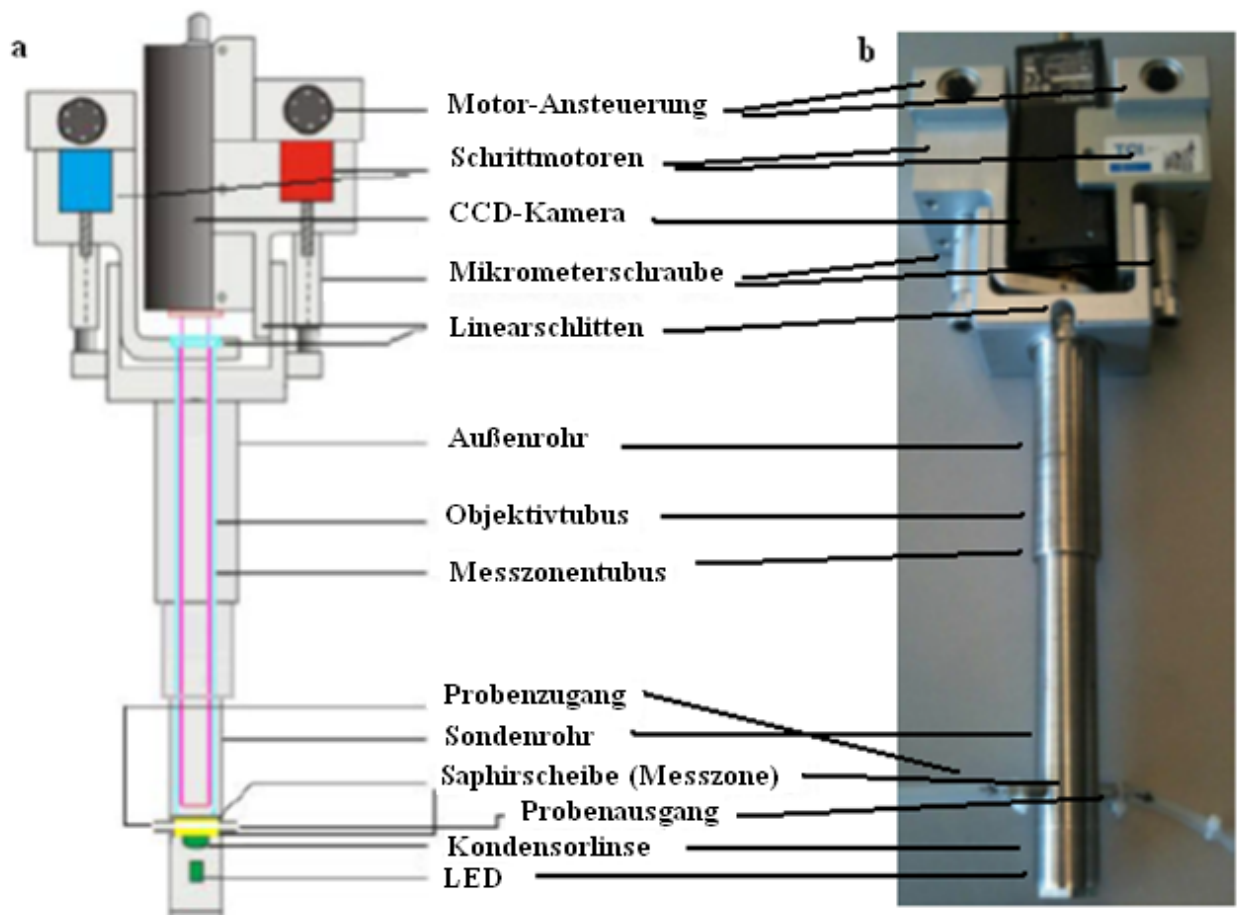 a
b
Motor-Ansteuerung
Schrittmotoren
CCD-Kamera
Mikrometerschraube
Linearschlitten
Außenrohr
Objektivtubus
Messzonentubus
Probenzugang
Sondenrohr
Saphirscheibe (Messzone)
Probenausgang
Kondensorlinse
LED